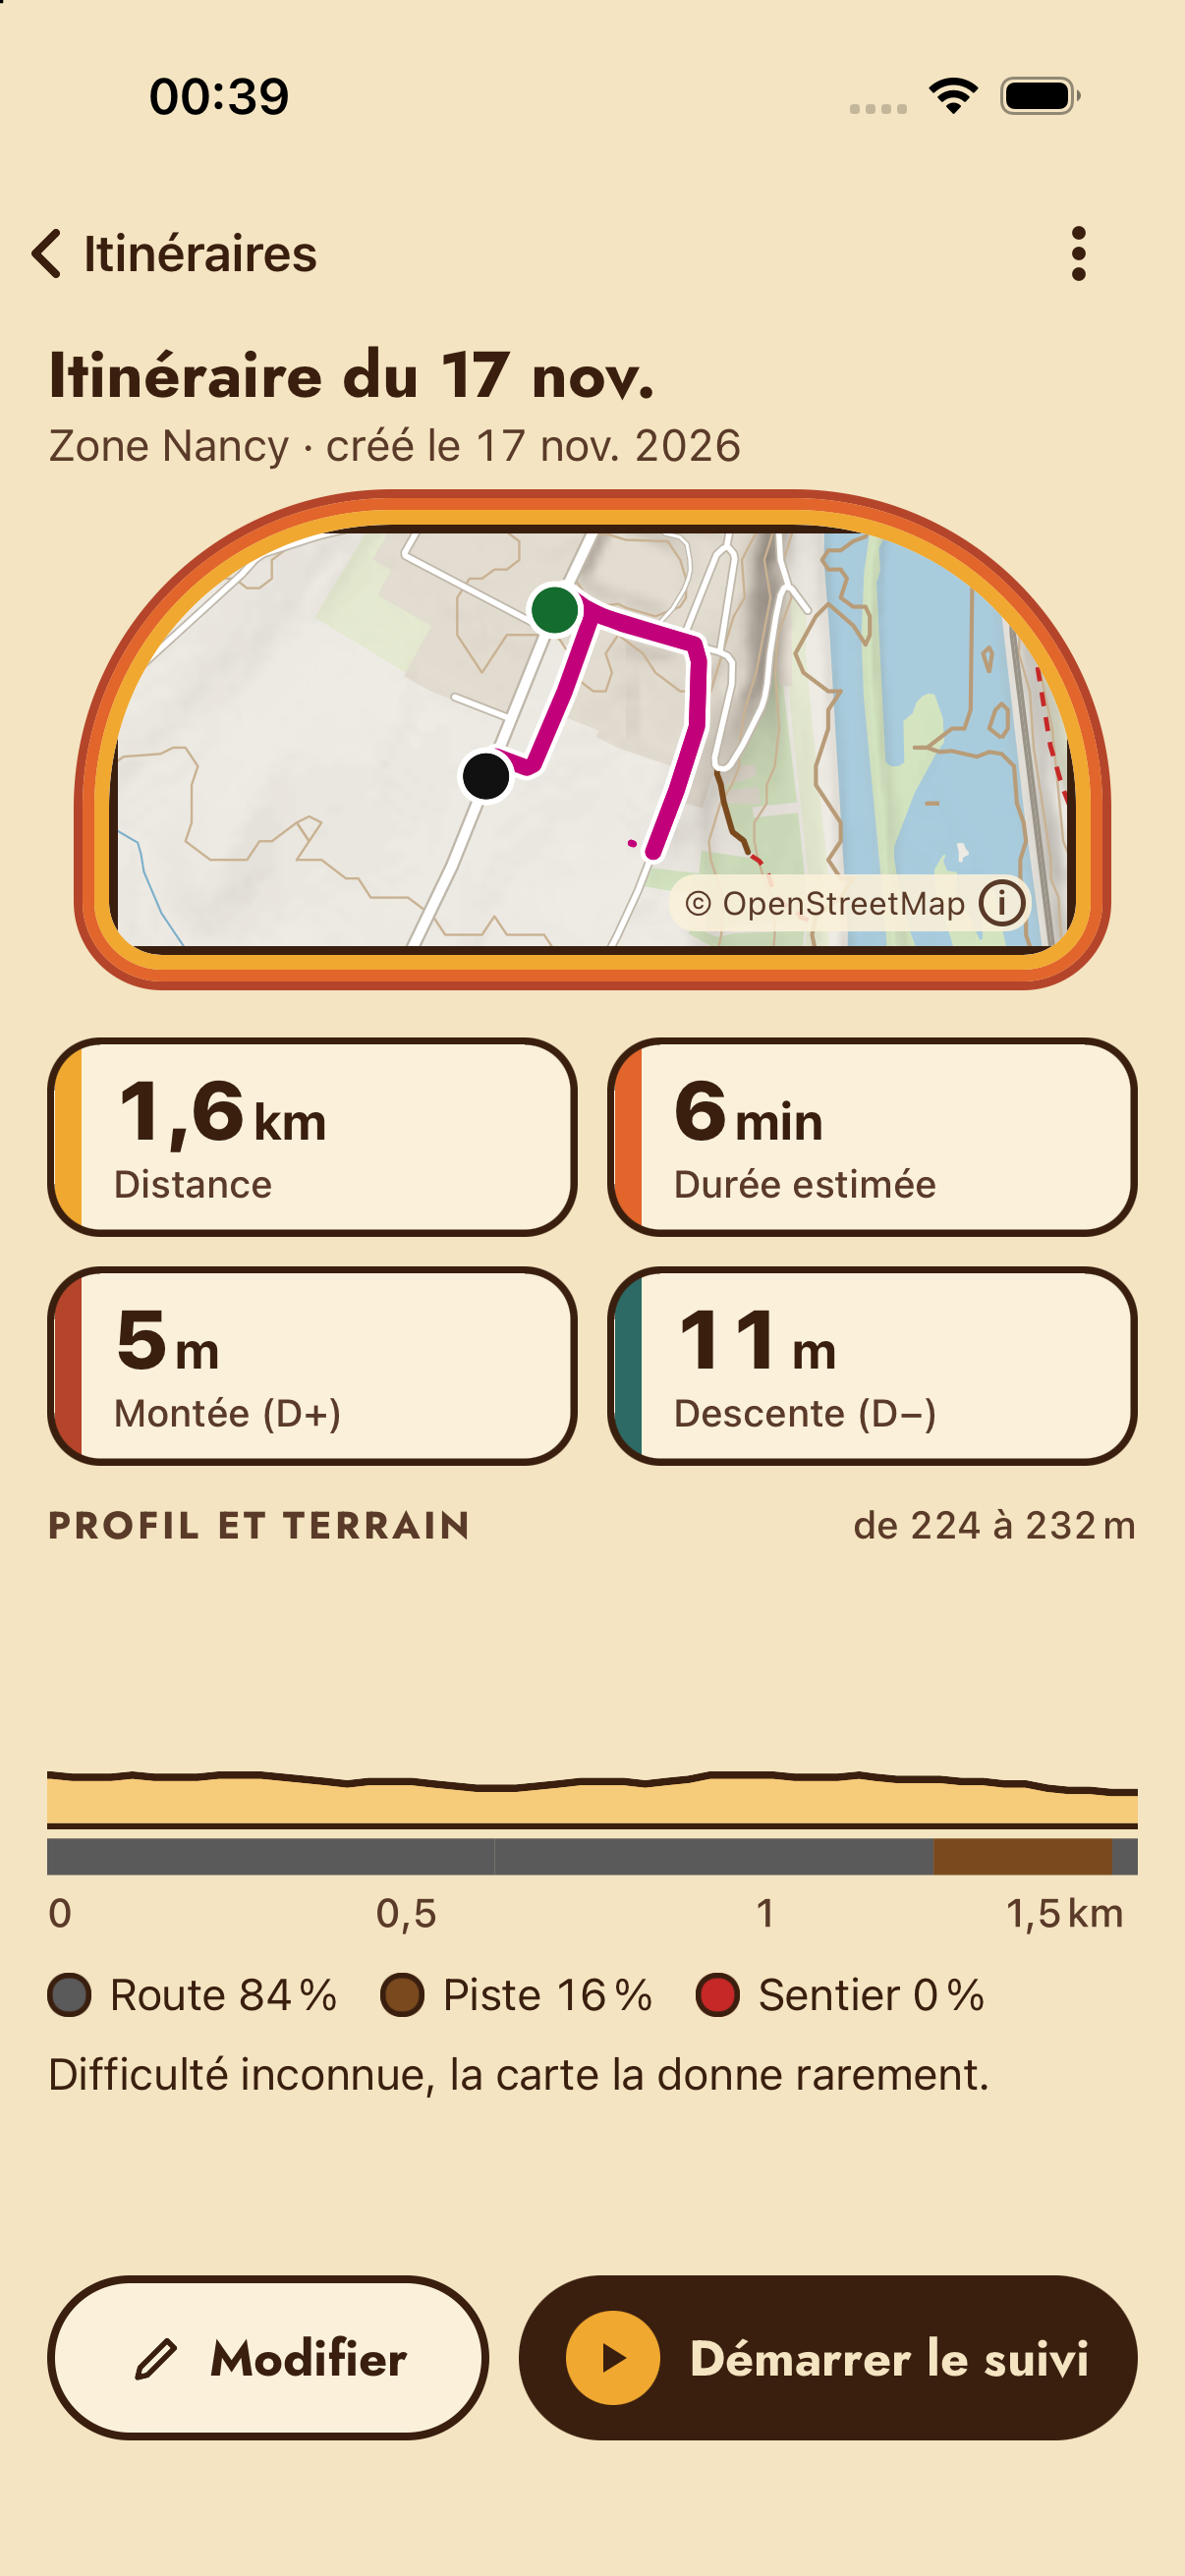 00:39
Itinéraires
Itinéraire du 17 nov.
Zone Nancy · créé le 17 nov. 2026
© OpenStreetMap i
1,6 km
Distance
6 min
Durée estimée
5 m
Montée (D+)
11 m
Descente (D−)
PROFIL ET TERRAIN
de 224 à 232 m
0 0,5 1 1,5 km
Route 84 % Piste 16 % Sentier 0 %
Difficulté inconnue, la carte la donne rarement.
Modifier
Démarrer le suivi